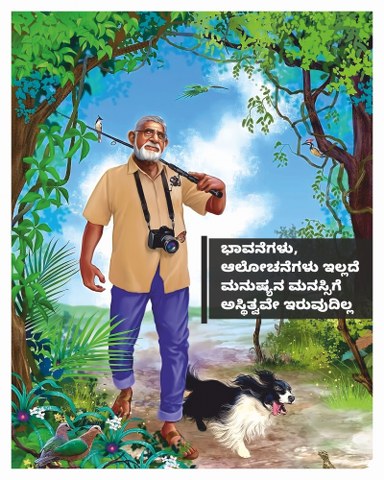 ಭಾವನೆಗಳು,
ಆಲೋಚನೆಗಳು ಇಲ್ಲದೆ
ಮನುಷ್ಯನ ಮನಸ್ಸಿಗೆ
ಅಸ್ಥಿತ್ವವೇ ಇರುವುದಿಲ್ಲ